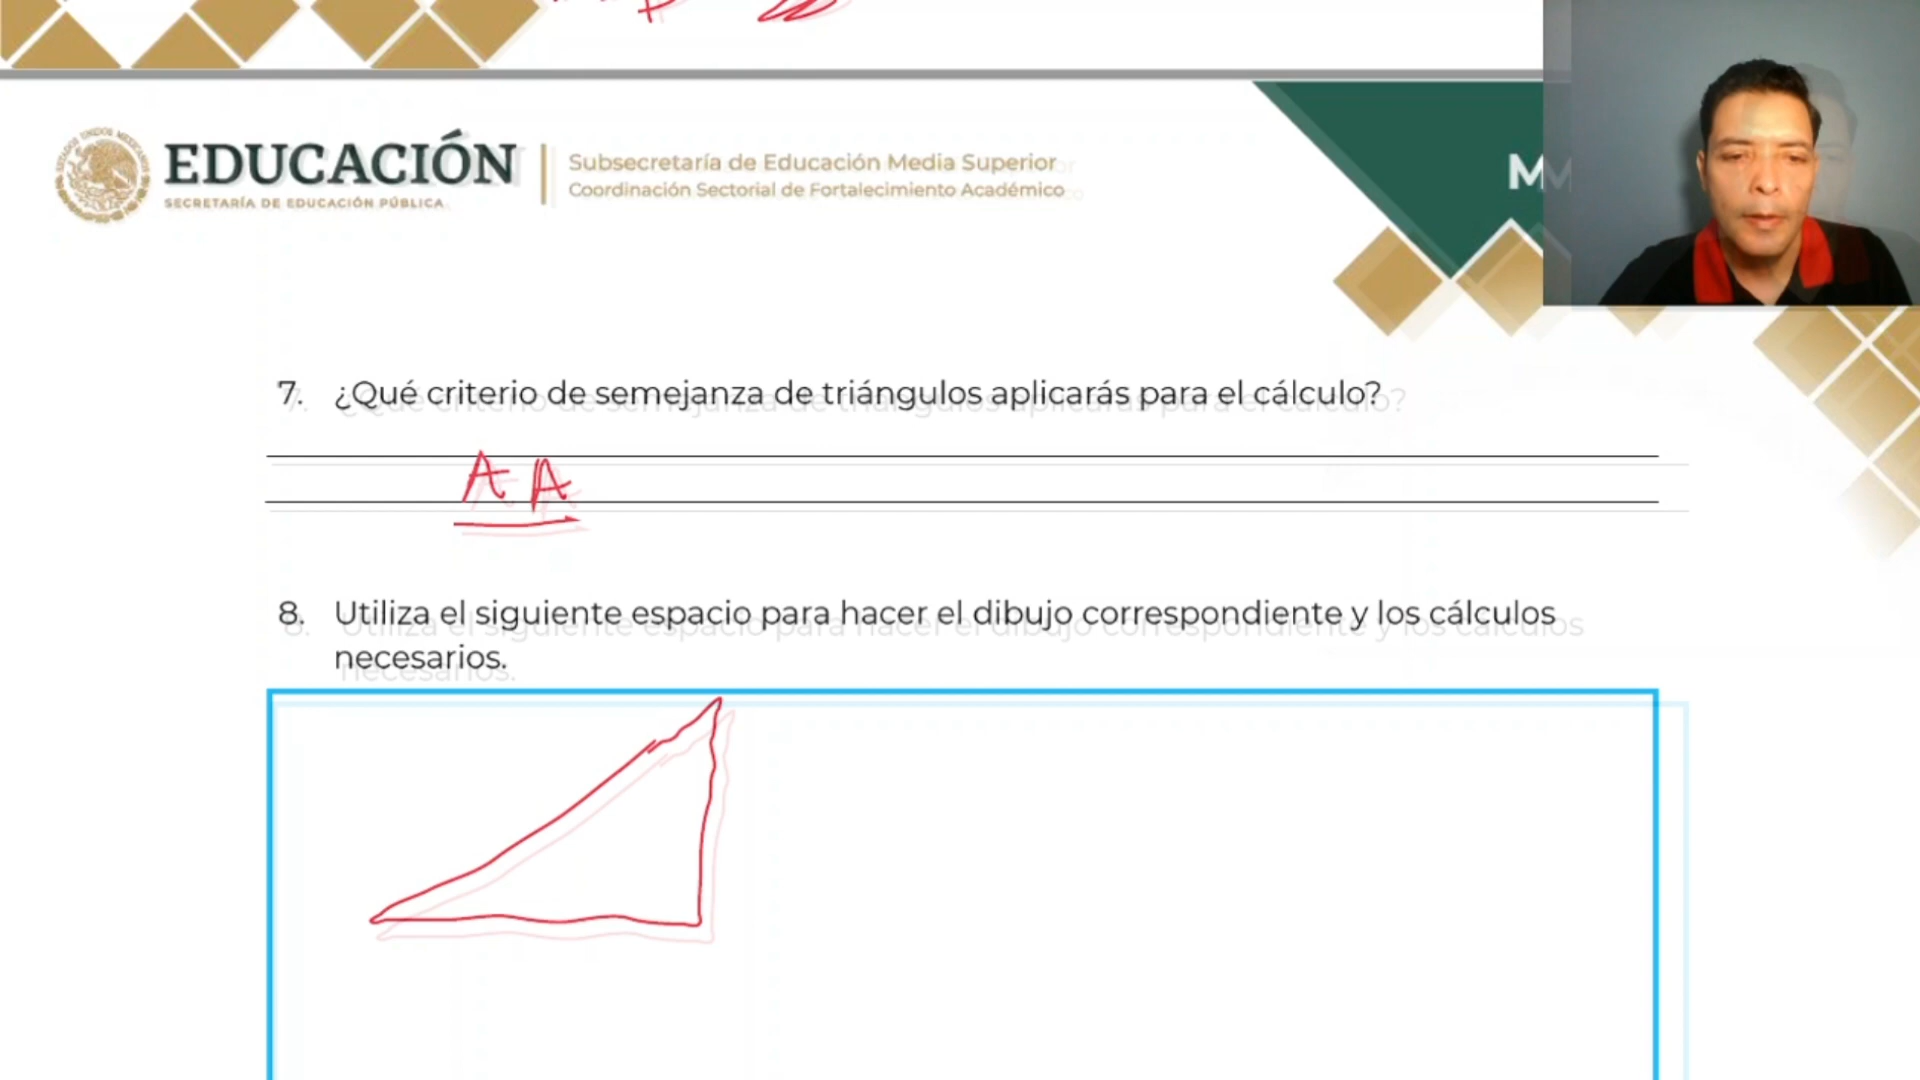 EDUCACIÓN
SECRETARÍA DE EDUCACIÓN PÚBLICA
Subsecretaría de Educación Media Superior
Coordinación Sectorial de Fortalecimiento Académico
7. ¿Qué criterio de semejanza de triángulos aplicarás para el cálculo?
A A
8. Utiliza el siguiente espacio para hacer el dibujo correspondiente y los cálculos
necesarios.